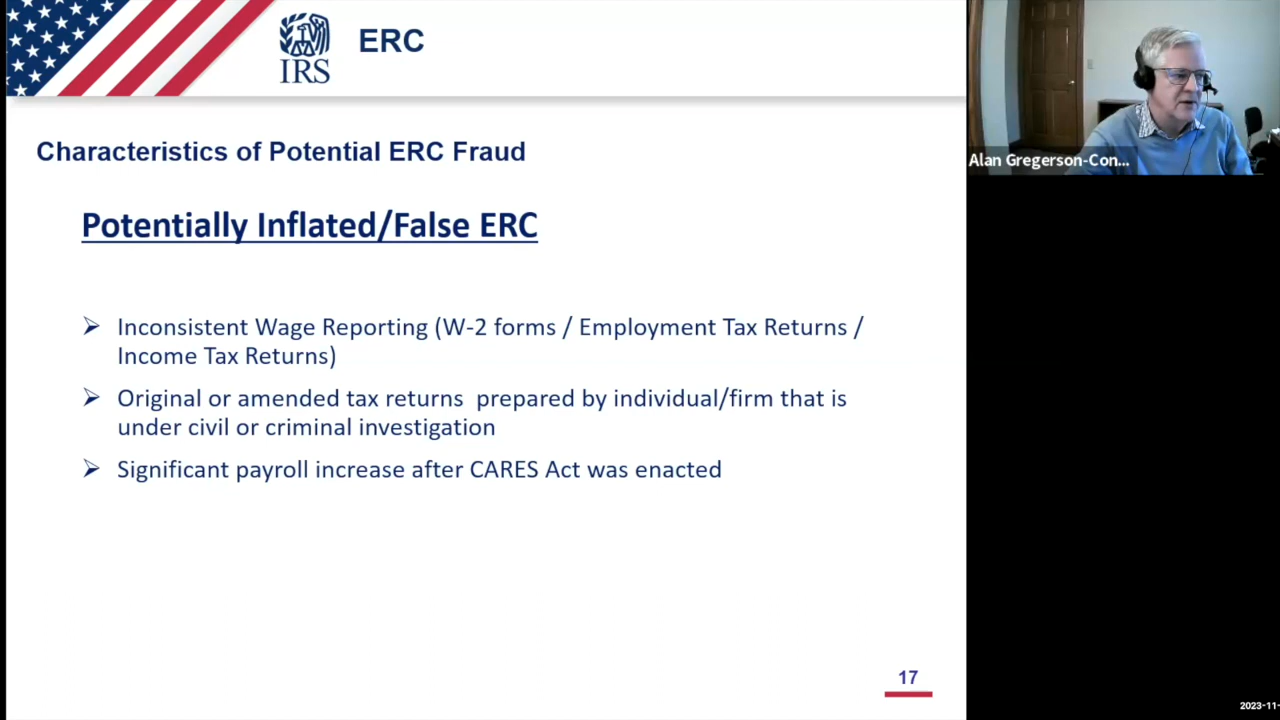 IRS
ERC
Characteristics of Potential ERC Fraud
Potentially Inflated/False ERC
➢ Inconsistent Wage Reporting (W-2 forms / Employment Tax Returns /
Income Tax Returns)
➢ Original or amended tax returns prepared by individual/firm that is
under civil or criminal investigation
➢ Significant payroll increase after CARES Act was enacted
17
Alan Gregerson-Con...
2023-11-